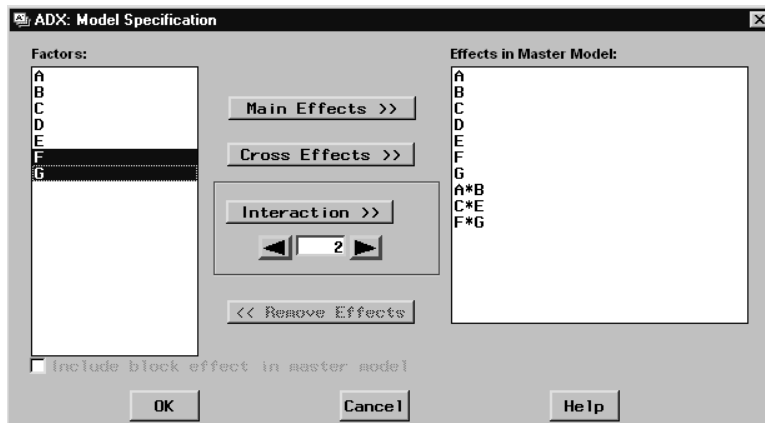 ADX: Model Specification
Factors:
A
B
C
D
E
F
G
Main Effects >>
Cross Effects >>
Interaction >>
2
<< Remove Effects
Effects in Master Model:
A
B
C
D
E
F
G
A*B
C*E
F*G
Include block effect in master model
OK
Cancel
Help